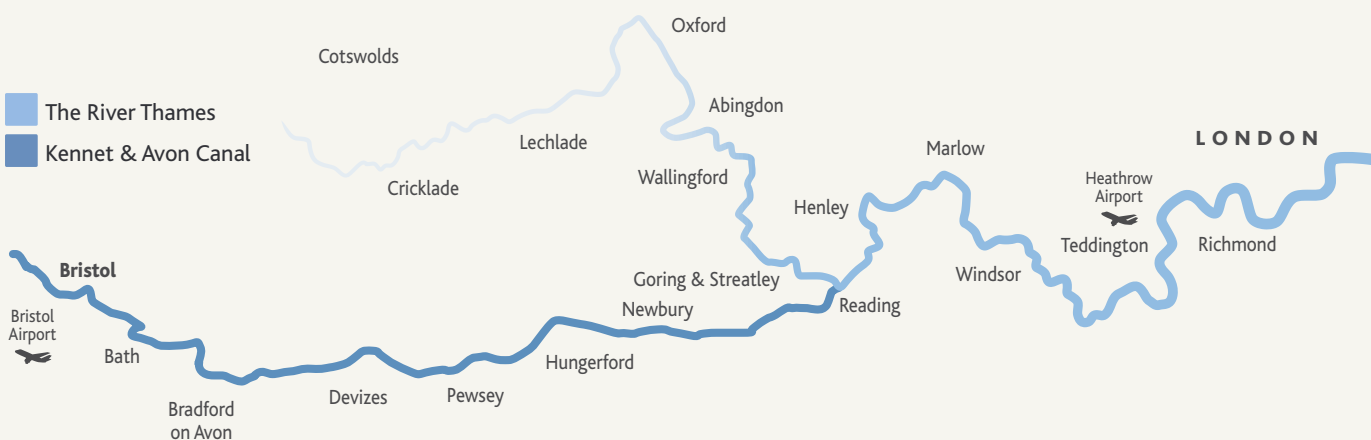 Oxford
Cotswolds
The River Thames
Abingdon
Kennet & Avon Canal
Lechlade
LONDON
Marlow
Wallingford
Cricklade
Heathrow
Airport
Henley
Teddington
Richmond
Bristol
Windsor
Goring & Streatley
Newbury
Reading
Bristol
Airport
Bath
Hungerford
Devizes
Pewsey
Bradford
on Avon